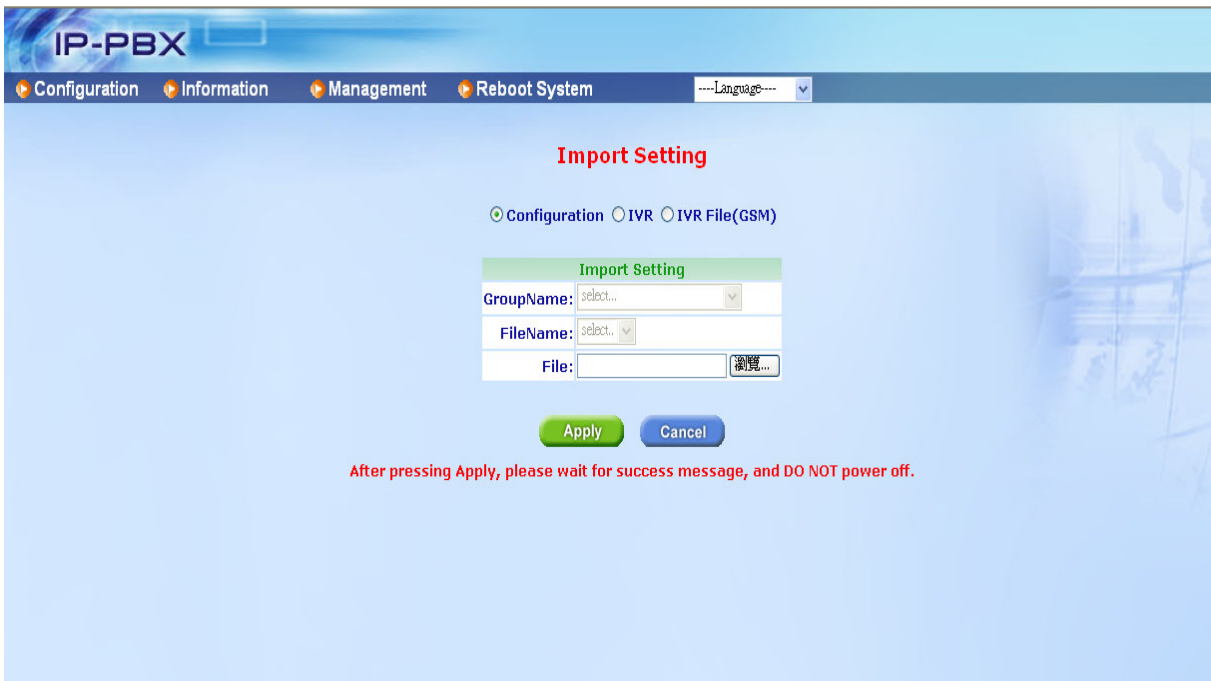 IP-PBX
Configuration Information Management Reboot System ----Language----
Import Setting
Configuration IVR IVR File(GSM)
Import Setting
GroupName: select...
FileName: select..
File: 瀏覽...
Apply Cancel
After pressing Apply, please wait for success message, and DO NOT power off.